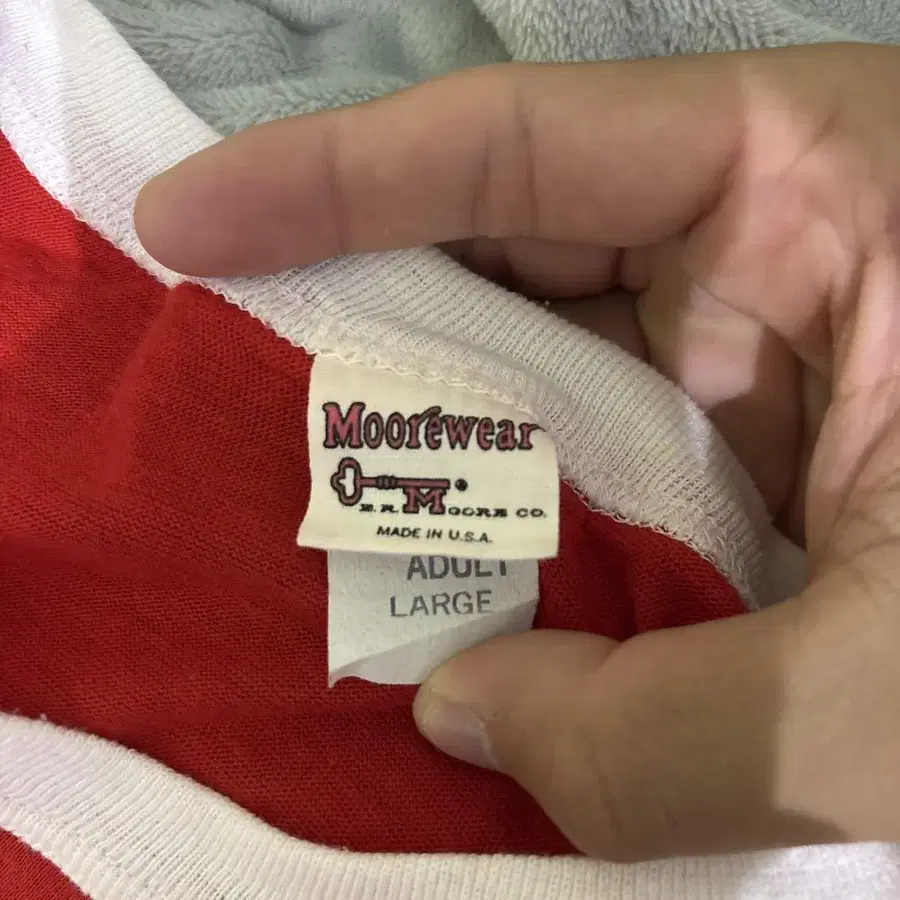 Moorewear
E.R. Moore Co.
MADE IN U.S.A.
ADULT
LARGE